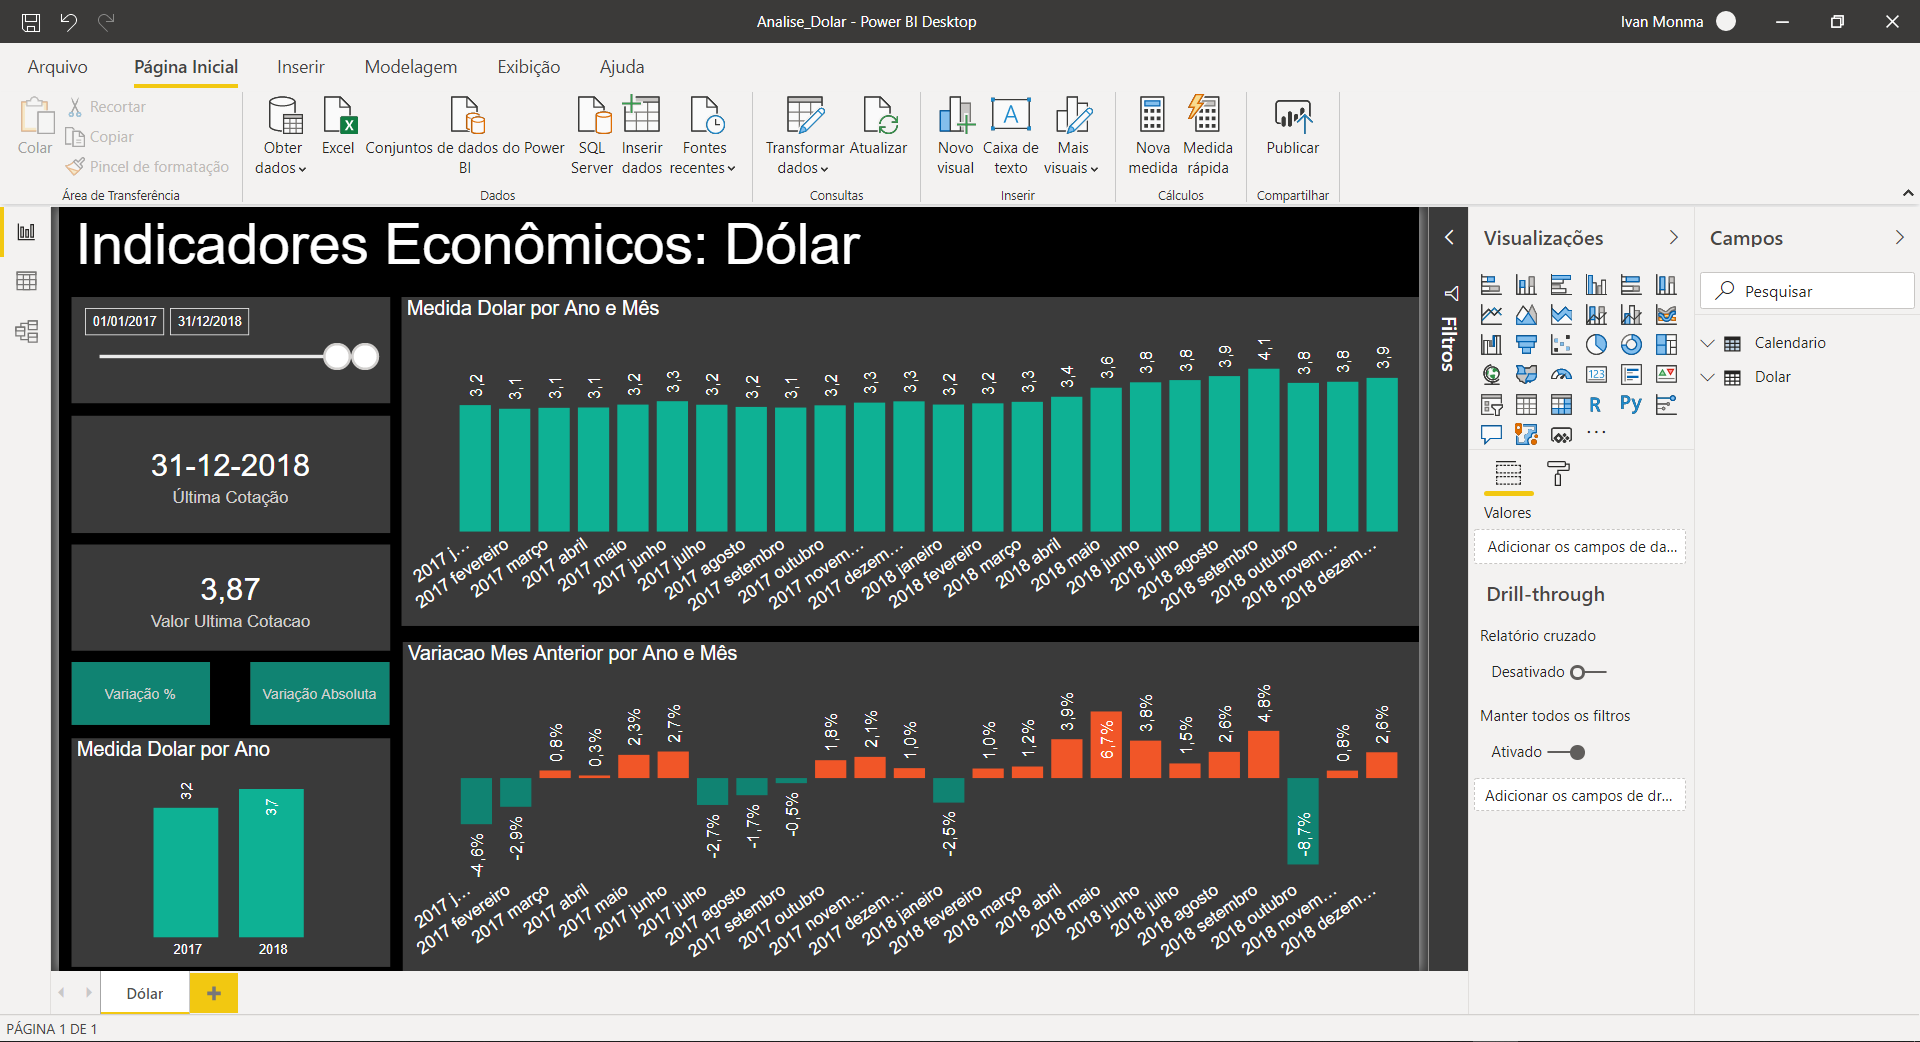 Analise_Dolar - Power BI Desktop
Ivan Monma
Arquivo
Página Inicial
Inserir
Modelagem
Exibição
Ajuda
Colar
Recortar
Copiar
Pincel de formatação
Área de Transferência
Obter dados
Excel
Conjuntos de dados do Power BI
SQL Server
Inserir dados
Fontes recentes
Dados
Transformar dados
Atualizar
Consultas
Novo visual
Caixa de texto
Mais visuais
Inserir
Nova medida
Medida rápida
Cálculos
Publicar
Compartilhar
Indicadores Econômicos: Dólar
01/01/2017
31/12/2018
31-12-2018
Última Cotação
3,87
Valor Ultima Cotacao
Variação %
Variação Absoluta
Medida Dolar por Ano
32
37
2017
2018
Medida Dolar por Ano e Mês
3,2
3,1
3,1
3,1
3,2
3,3
3,2
3,2
3,1
3,2
3,3
3,3
3,2
3,2
3,3
3,4
3,6
3,8
3,8
3,9
4,1
3,8
3,8
3,9
2017 j...
2017 fevereiro
2017 março
2017 abril
2017 maio
2017 junho
2017 julho
2017 agosto
2017 setembro
2017 outubro
2017 novem...
2017 dezem...
2018 janeiro
2018 fevereiro
2018 março
2018 abril
2018 maio
2018 junho
2018 julho
2018 agosto
2018 setembro
2018 outubro
2018 novem...
2018 dezem...
Variacao Mes Anterior por Ano e Mês
-4,6%
-2,9%
0,8%
0,3%
2,3%
2,7%
-2,7%
-1,7%
-0,5%
1,8%
2,1%
1,0%
-2,5%
1,0%
1,2%
3,9%
6,7%
3,8%
1,5%
2,6%
4,8%
-8,7%
0,8%
2,6%
2017 j...
2017 fevereiro
2017 março
2017 abril
2017 maio
2017 junho
2017 julho
2017 agosto
2017 setembro
2017 outubro
2017 novem...
2017 dezem...
2018 janeiro
2018 fevereiro
2018 março
2018 abril
2018 maio
2018 junho
2018 julho
2018 agosto
2018 setembro
2018 outubro
2018 novem...
2018 dezem...
Filtros
Visualizações
123
R
Py
...
Valores
Adicionar os campos de da...
Drill-through
Relatório cruzado
Desativado
Manter todos os filtros
Ativado
Adicionar os campos de dr...
Campos
Pesquisar
Calendario
Dolar
Dólar
PÁGINA 1 DE 1